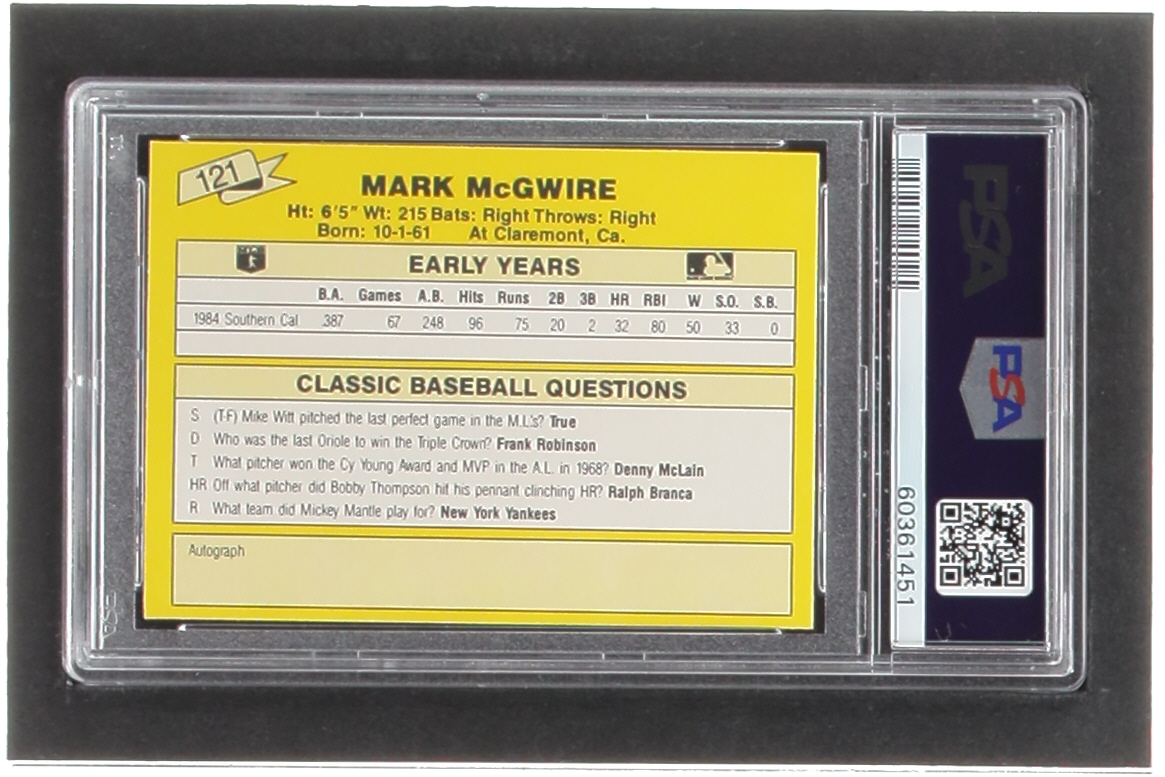 121
MARK McGWIRE
Ht: 6'5" Wt: 215 Bats: Right Throws: Right
Born: 10-1-61 At Claremont, Ca.
EARLY YEARS
B.A. Games A.B. Hits Runs 2B 3B HR RBI W S.O. S.B.
1984 Southern Cal .387 67 248 96 75 20 2 32 80 50 33 0
CLASSIC BASEBALL QUESTIONS
S (T-F) Mike Witt pitched the last perfect game in the M.L.'s? True
D Who was the last Oriole to win the Triple Crown? Frank Robinson
T What pitcher won the Cy Young Award and MVP in the A.L. in 1968? Denny McLain
HR Off what pitcher did Bobby Thompson hit his pennant clinching HR? Ralph Branca
R What team did Mickey Mantle play for? New York Yankees
Autograph
PSA
PSA
60361451